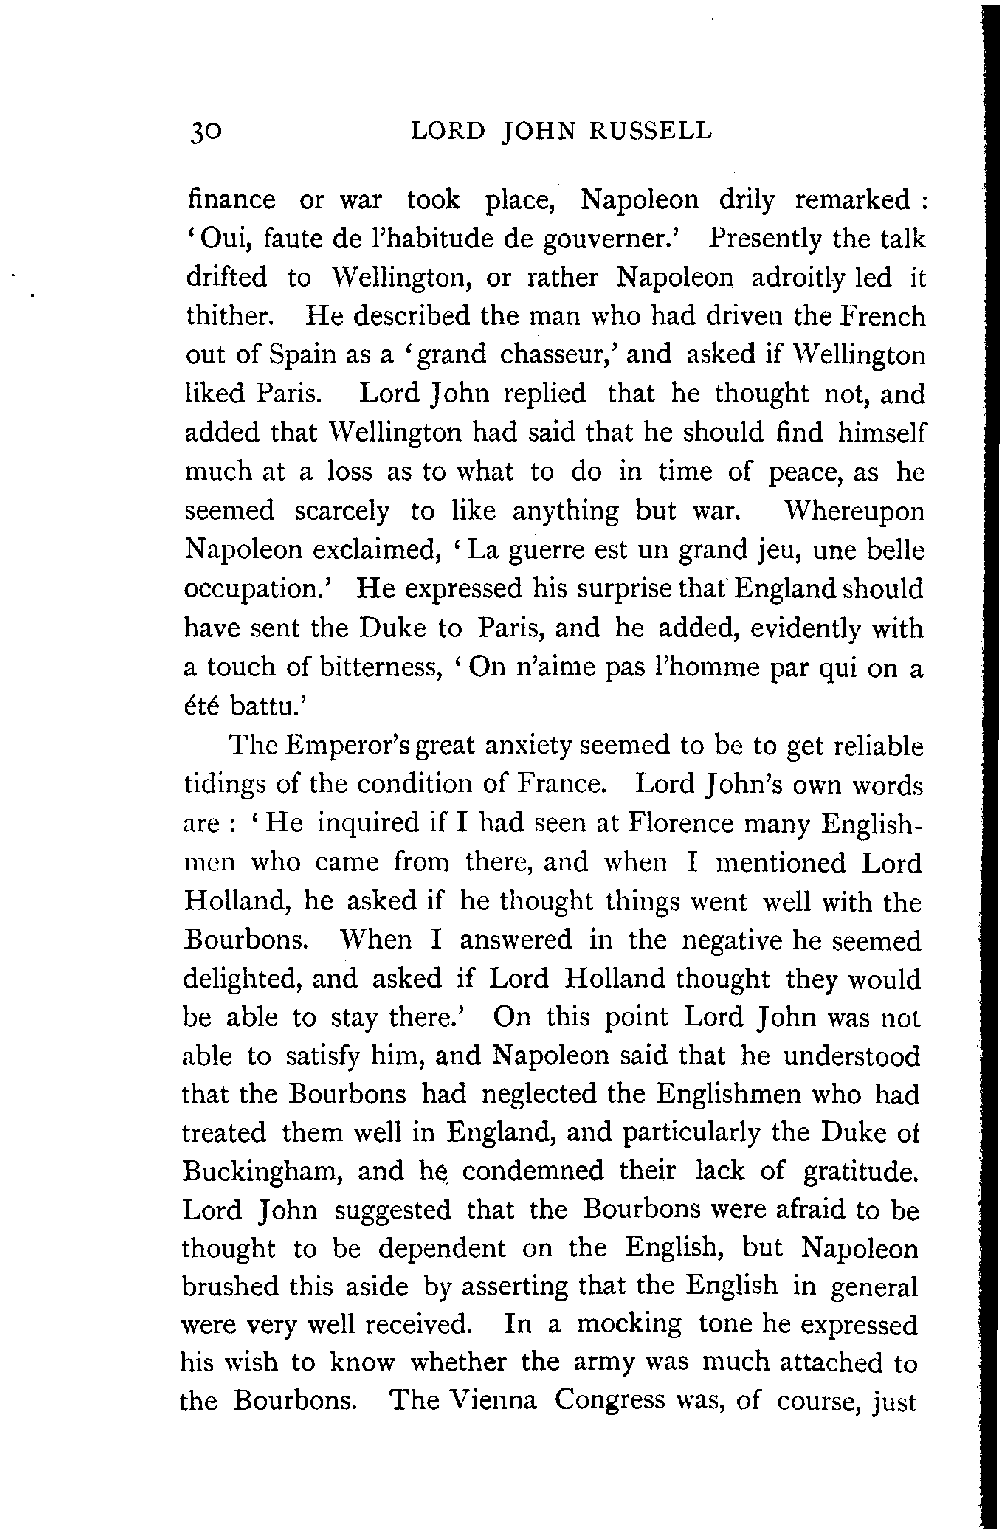 30 LORD JOHN RUSSELL
finance or war took place, Napoleon drily remarked :
‘Oui, faute de l’habitude de gouverner.’ Presently the talk
drifted to Wellington, or rather Napoleon adroitly led it
thither. He described the man who had driven the French
out of Spain as a ‘grand chasseur,’ and asked if Wellington
liked Paris. Lord John replied that he thought not, and
added that Wellington had said that he should find himself
much at a loss as to what to do in time of peace, as he
seemed scarcely to like anything but war. Whereupon
Napoleon exclaimed, ‘La guerre est un grand jeu, une belle
occupation.’ He expressed his surprise that England should
have sent the Duke to Paris, and he added, evidently with
a touch of bitterness, ‘On n’aime pas l’homme par qui on a
été battu.’
The Emperor’s great anxiety seemed to be to get reliable
tidings of the condition of France. Lord John’s own words
are : ‘He inquired if I had seen at Florence many English-
men who came from there, and when I mentioned Lord
Holland, he asked if he thought things went well with the
Bourbons. When I answered in the negative he seemed
delighted, and asked if Lord Holland thought they would
be able to stay there.’ On this point Lord John was not
able to satisfy him, and Napoleon said that he understood
that the Bourbons had neglected the Englishmen who had
treated them well in England, and particularly the Duke of
Buckingham, and he condemned their lack of gratitude.
Lord John suggested that the Bourbons were afraid to be
thought to be dependent on the English, but Napoleon
brushed this aside by asserting that the English in general
were very well received. In a mocking tone he expressed
his wish to know whether the army was much attached to
the Bourbons. The Vienna Congress was, of course, just